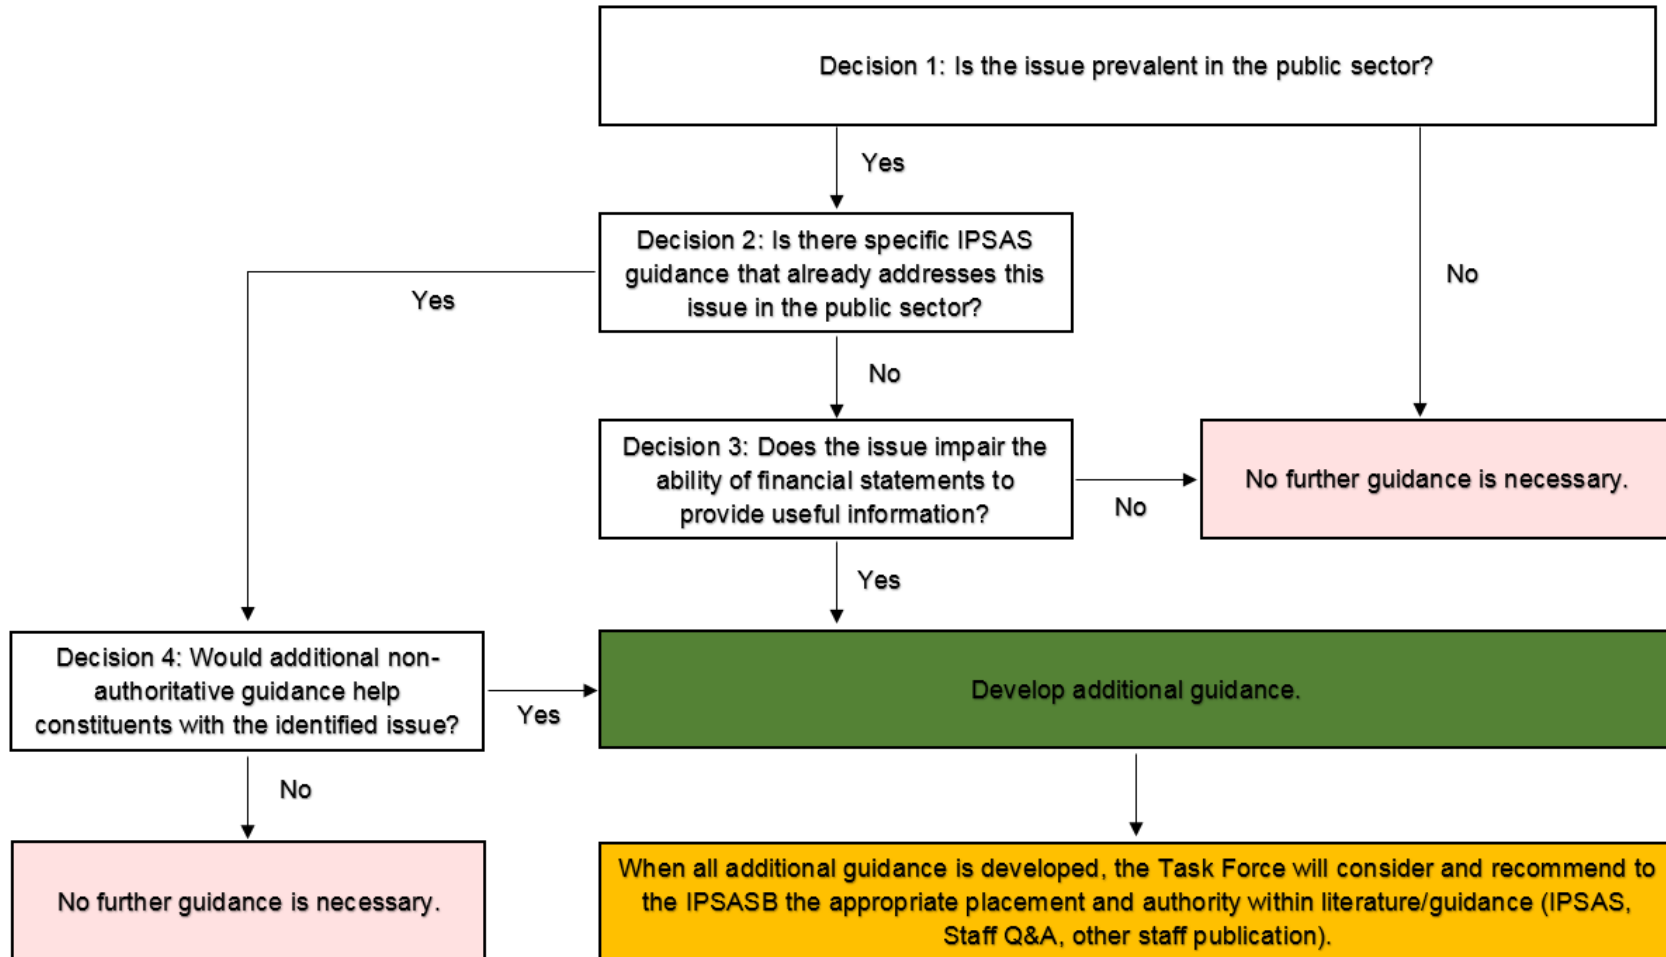 Decision 1: Is the issue prevalent in the public sector?
Yes
No
Decision 2: Is there specific IPSAS
guidance that already addresses this
issue in the public sector?
Yes
No
Decision 3: Does the issue impair the
ability of financial statements to
provide useful information?
No
No further guidance is necessary.
Yes
Decision 4: Would additional non-
authoritative guidance help
constituents with the identified issue?
Yes
Develop additional guidance.
No
No further guidance is necessary.
When all additional guidance is developed, the Task Force will consider and recommend to
the IPSASB the appropriate placement and authority within literature/guidance (IPSAS,
Staff Q&A, other staff publication).